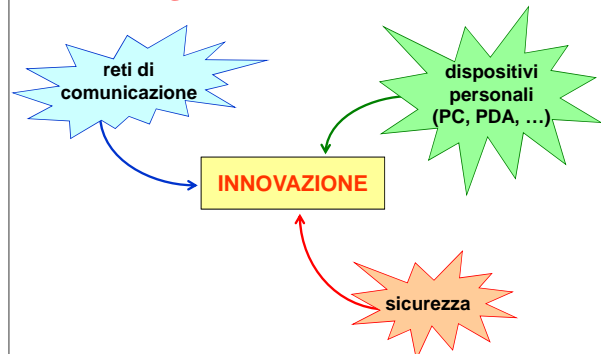 reti di
comunicazione
dispositivi
personali
(PC, PDA, …)
INNOVAZIONE
sicurezza